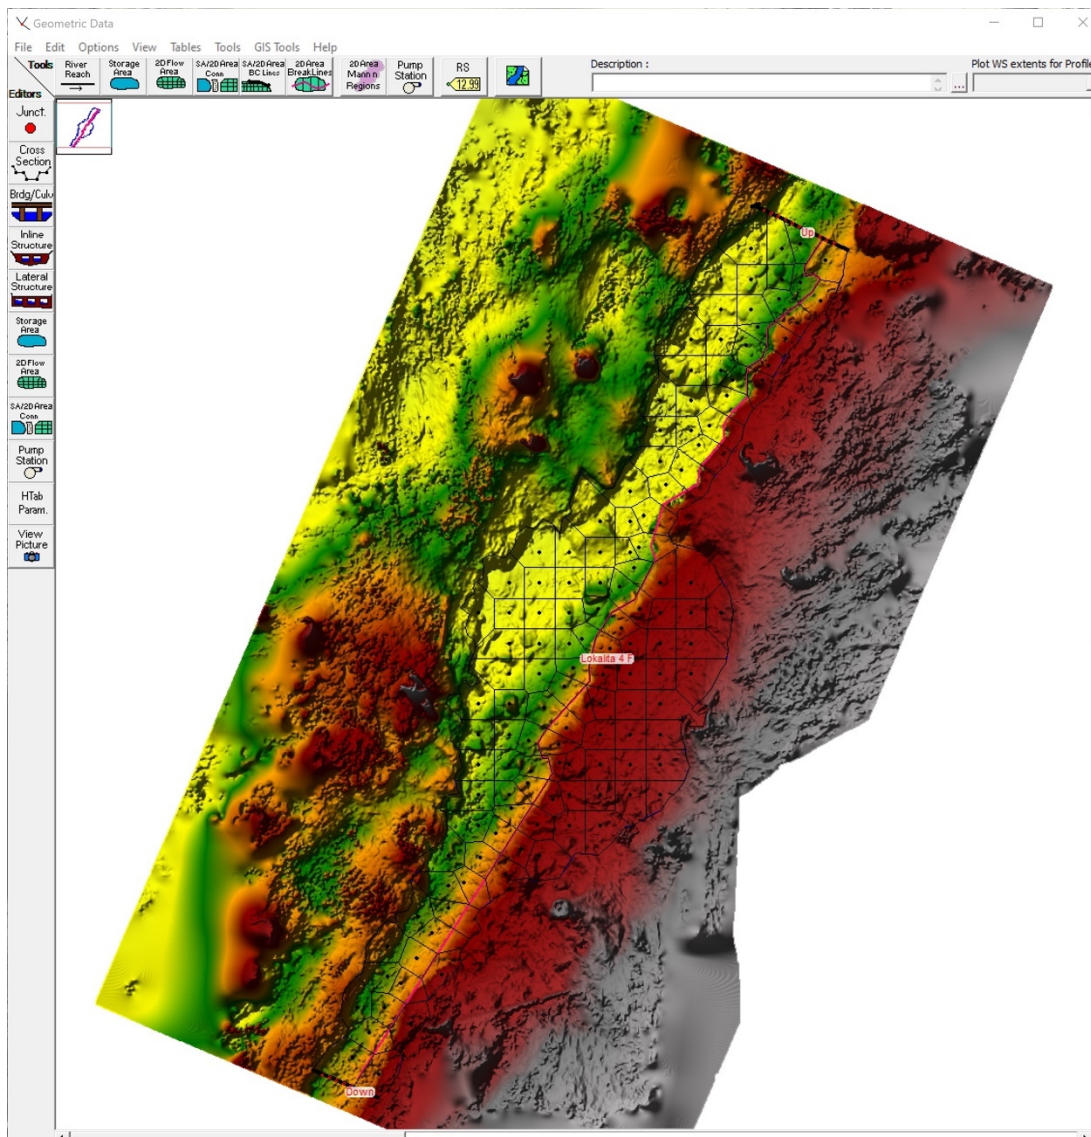 Geometric Data
File Edit Options View Tables Tools GIS Tools Help
Tools
Editors
River
Reach
Storage
Area
2D Flow
Area
SA/2D Area
Conn
SA/2D Area
BC Lines
2D Area
BreakLines
2D Area
Mann n
Regions
Pump
Station
RS
12.99
Description :
...
Plot WS extents for Profile
Junct.
Cross
Section
Brdg/Culv
Inline
Structure
Lateral
Structure
Storage
Area
2D Flow
Area
SA/2D Area
Conn
Pump
Station
HTab
Param.
View
Picture
Up
Lokalita 4 F
Down